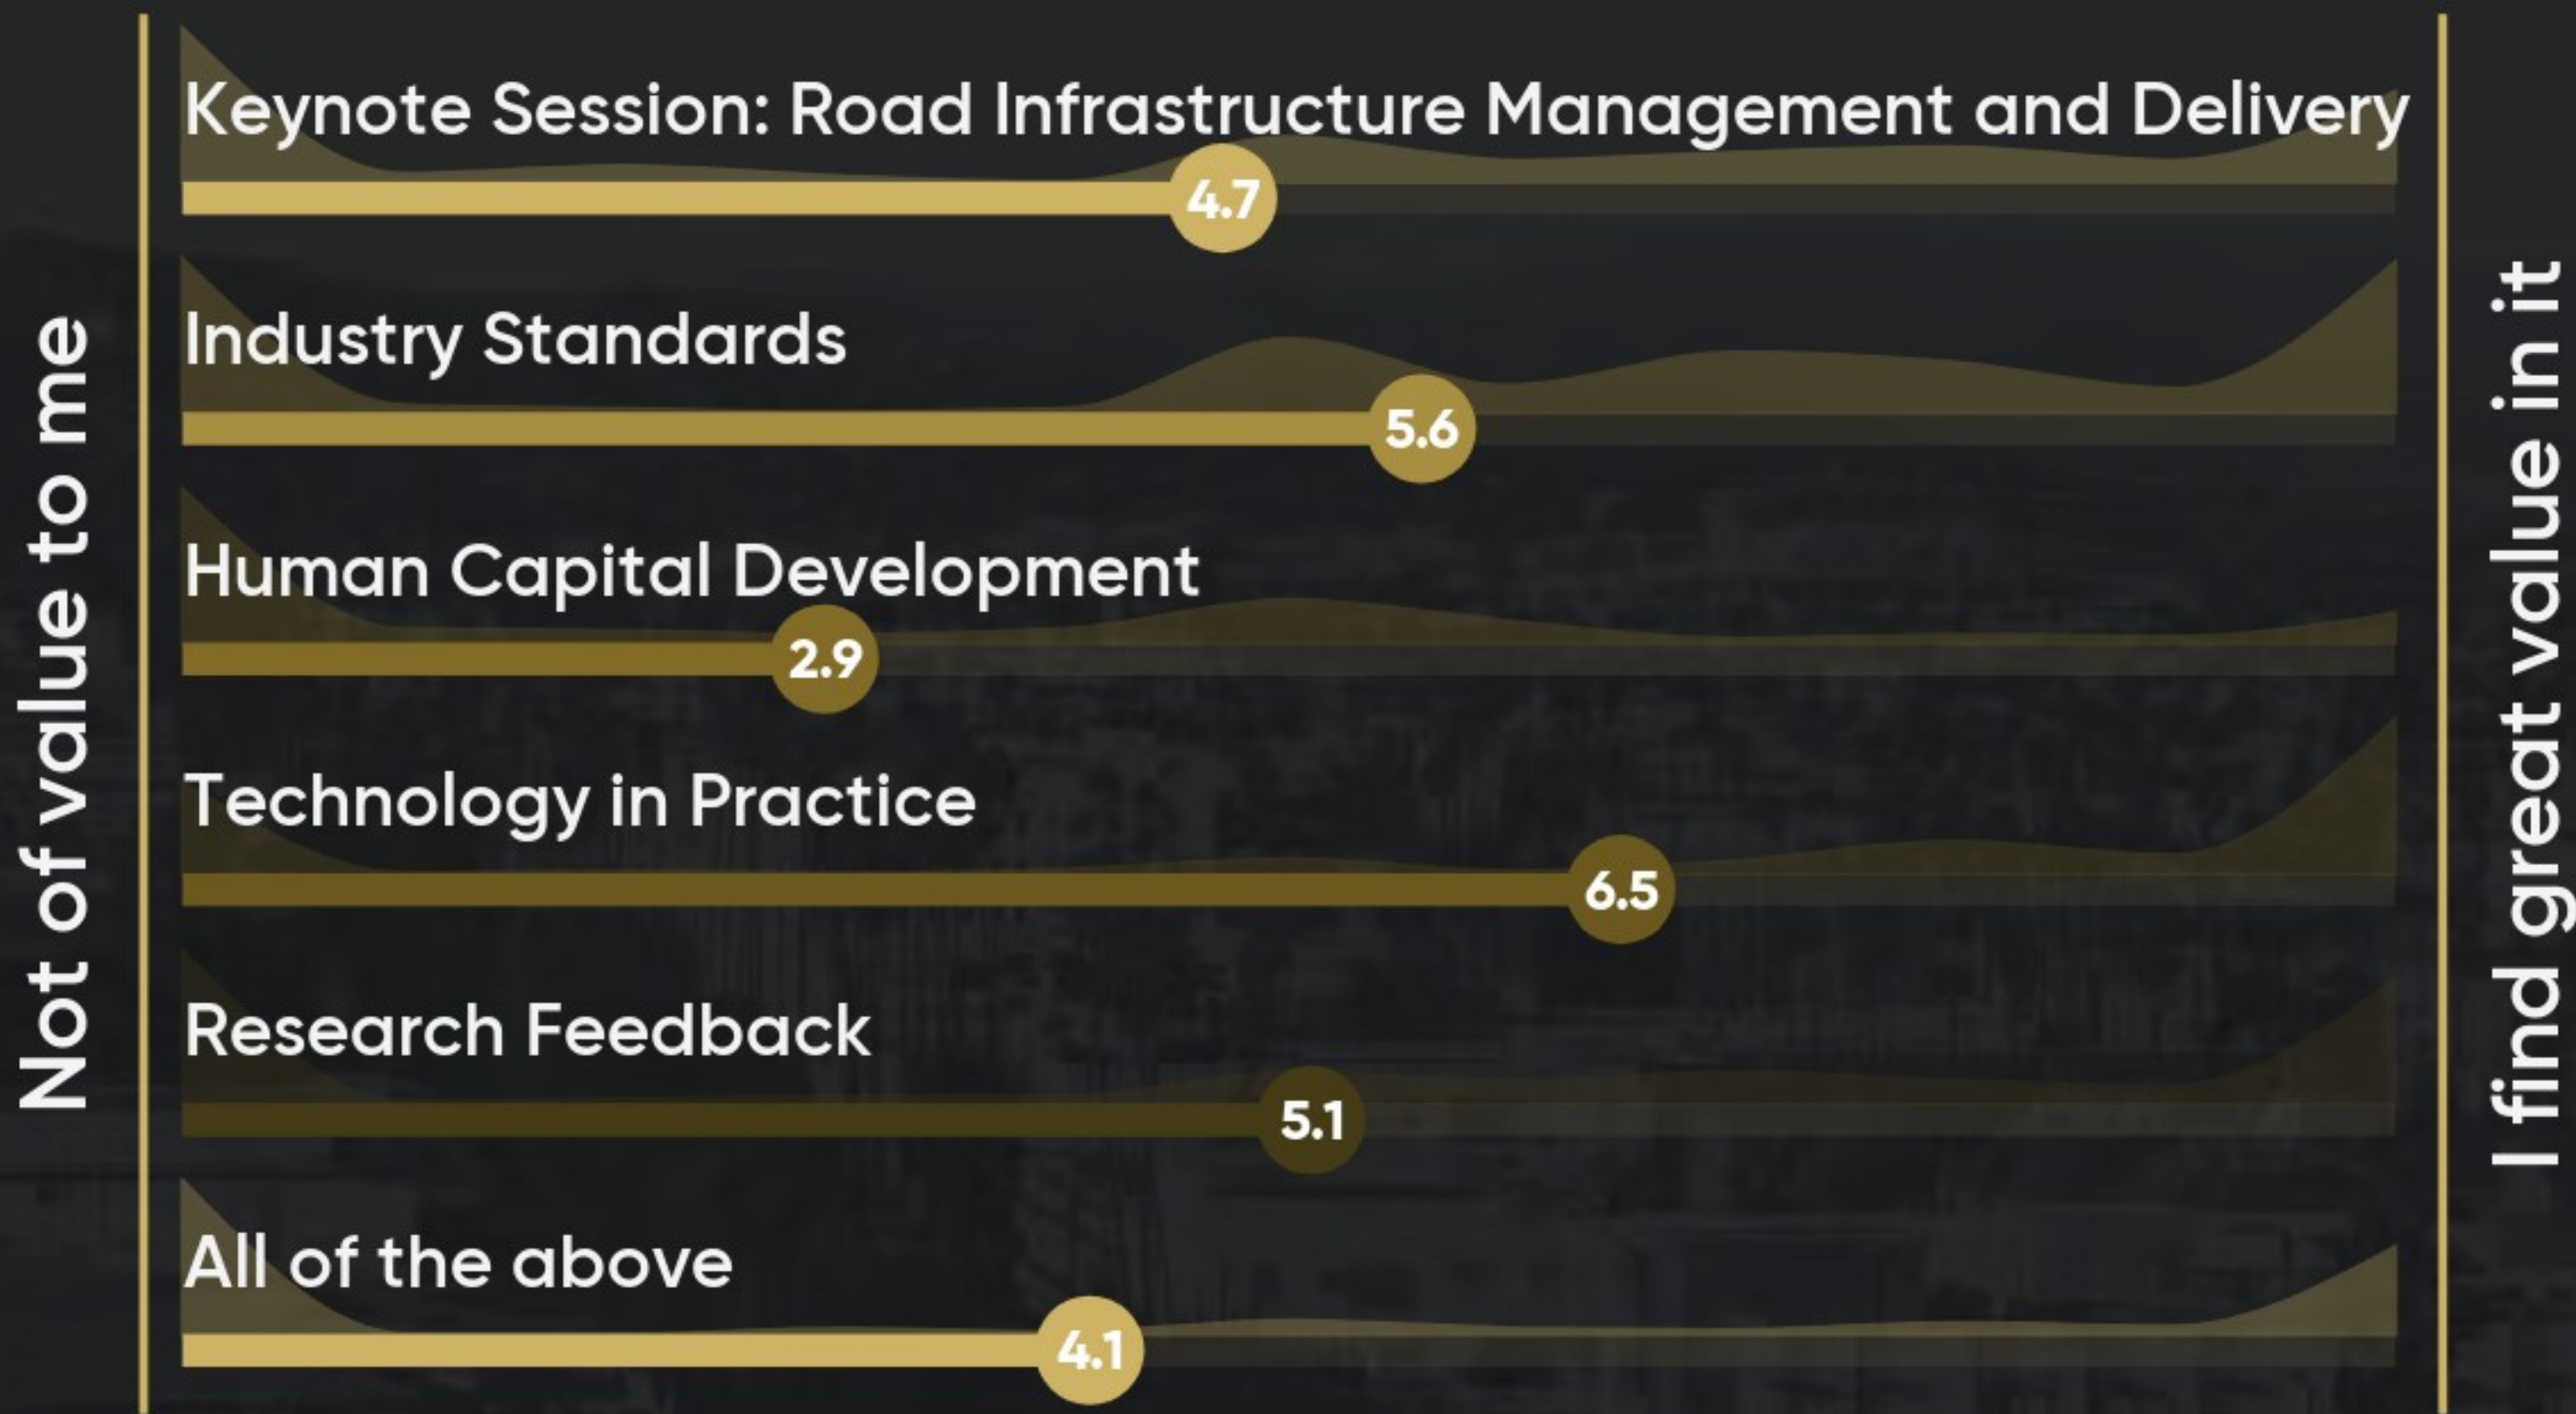 Not of value to me
Keynote Session: Road Infrastructure Management and Delivery
4.7
Industry Standards
5.6
Human Capital Development
2.9
Technology in Practice
6.5
Research Feedback
5.1
All of the above
4.1
I find great value in it